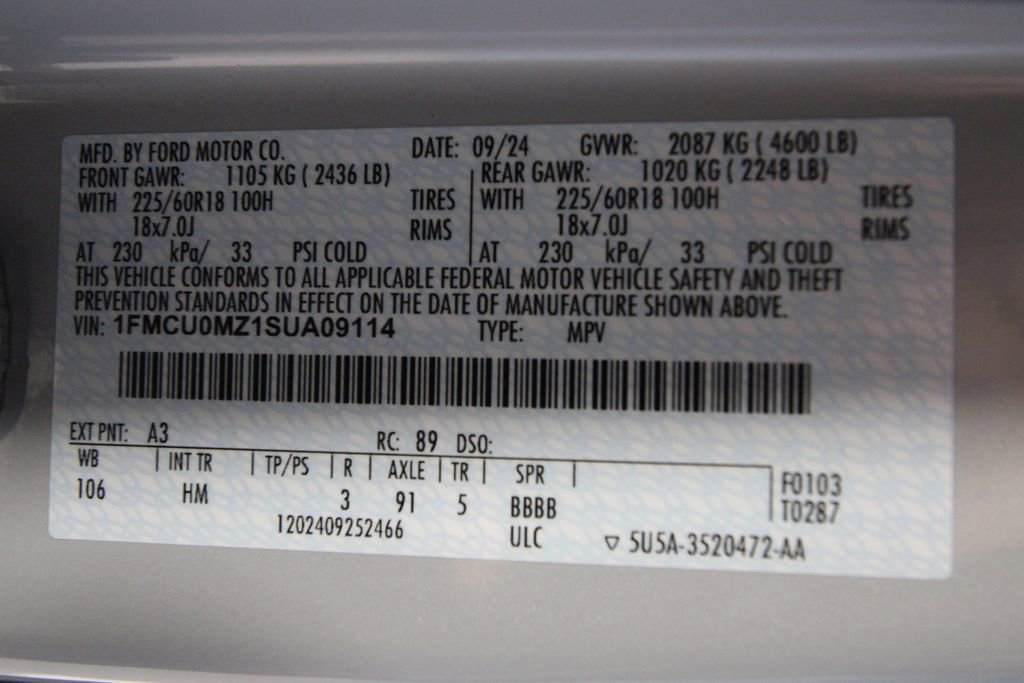 MFD. BY FORD MOTOR CO. DATE: 09/24 GVWR: 2087 KG ( 4600 LB)
FRONT GAWR: 1105 KG ( 2436 LB) REAR GAWR: 1020 KG ( 2248 LB)
WITH 225/60R18 100H TIRES WITH 225/60R18 100H TIRES
18x7.0J RIMS 18x7.0J RIMS
AT 230 kPa/ 33 PSI COLD AT 230 kPa/ 33 PSI COLD
THIS VEHICLE CONFORMS TO ALL APPLICABLE FEDERAL MOTOR VEHICLE SAFETY AND THEFT
PREVENTION STANDARDS IN EFFECT ON THE DATE OF MANUFACTURE SHOWN ABOVE.
VIN: 1FMCU0MZ1SUA09114 TYPE: MPV
EXT PNT: A3 RC: 89 DSO:
WB INT TR TP/PS R AXLE TR SPR F0103
106 HM 3 91 5 BBBB T0287
1202409252466 ULC ▽ 5U5A-3520472-AA